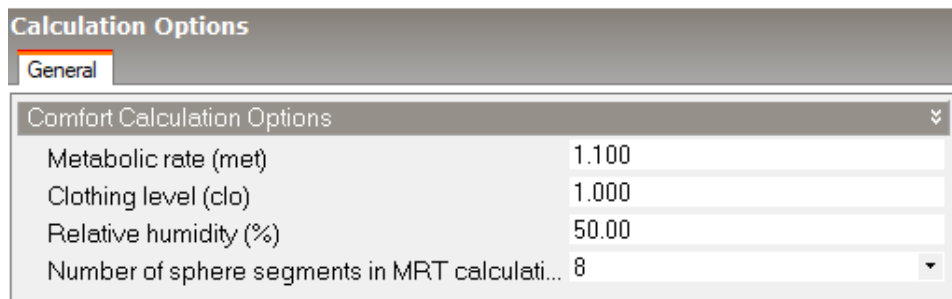 Calculation Options
General
Comfort Calculation Options
Metabolic rate (met) 1.100
Clothing level (clo) 1.000
Relative humidity (%) 50.00
Number of sphere segments in MRT calculati... 8